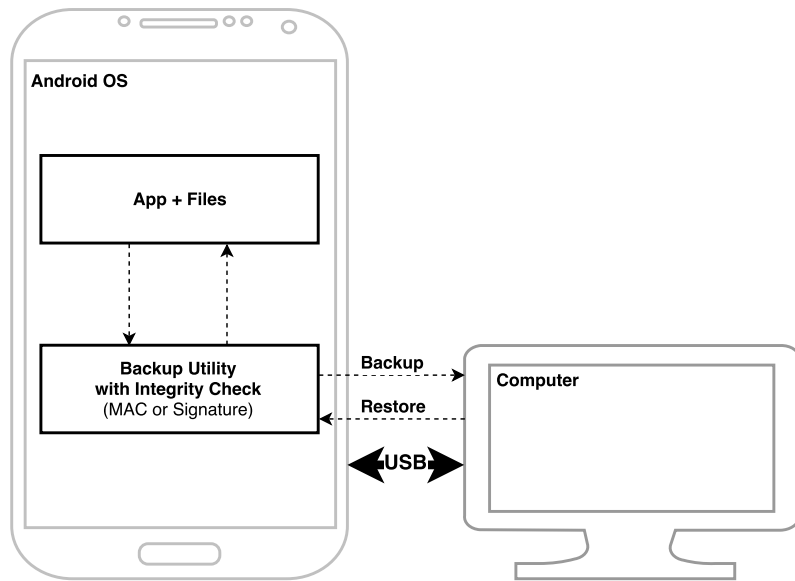 Android OS
App + Files
Backup Utility
with Integrity Check
(MAC or Signature)
Backup
Restore
USB
Computer